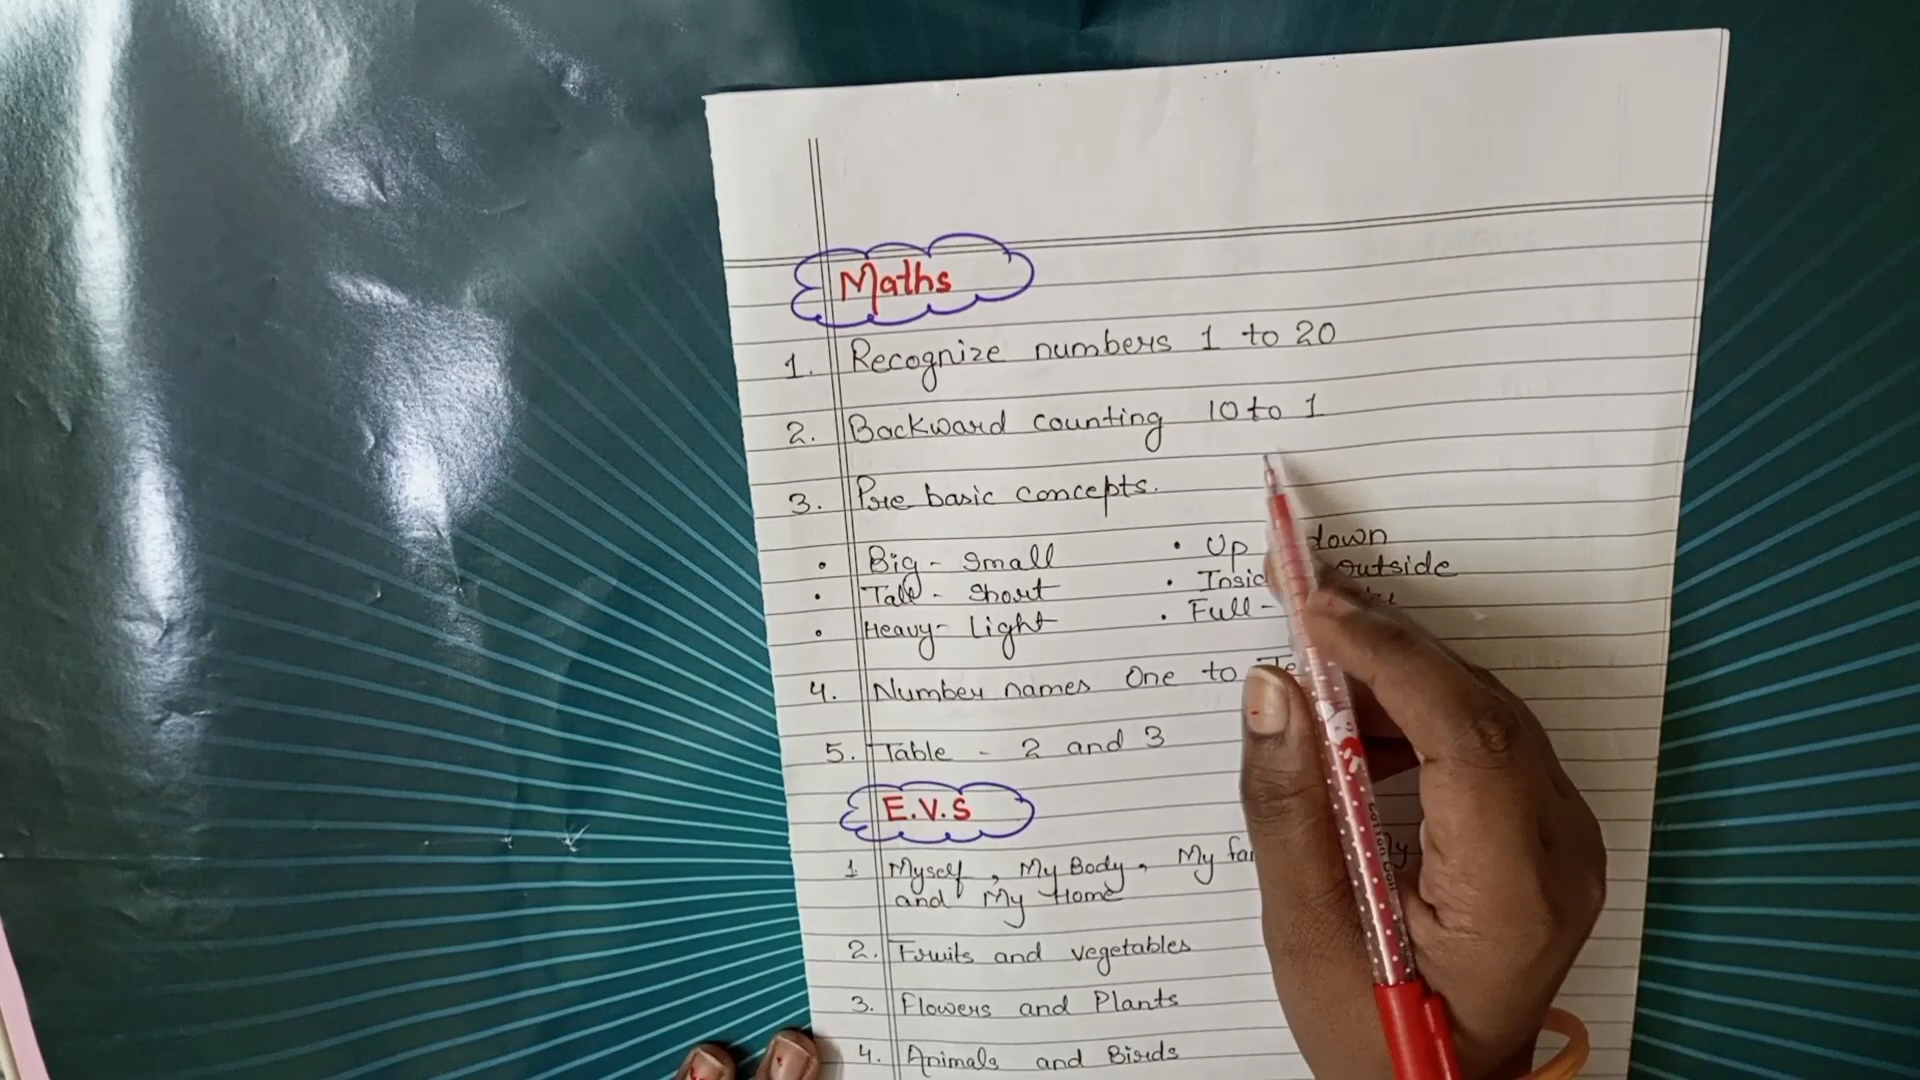 Maths
1. Recognize numbers 1 to 20
2. Backward counting 10 to 1
3. Pre basic concepts.
• Big - Small • Up down
• Tall - Short • Insid outside
• Heavy - Light • Full -
4. Number names One to Te
5. Table - 2 and 3
E.V.S
1. Myself, My Body, My fa
and My Home
2. Fruits and vegetables
3. Flowers and Plants
4. Animals and Birds